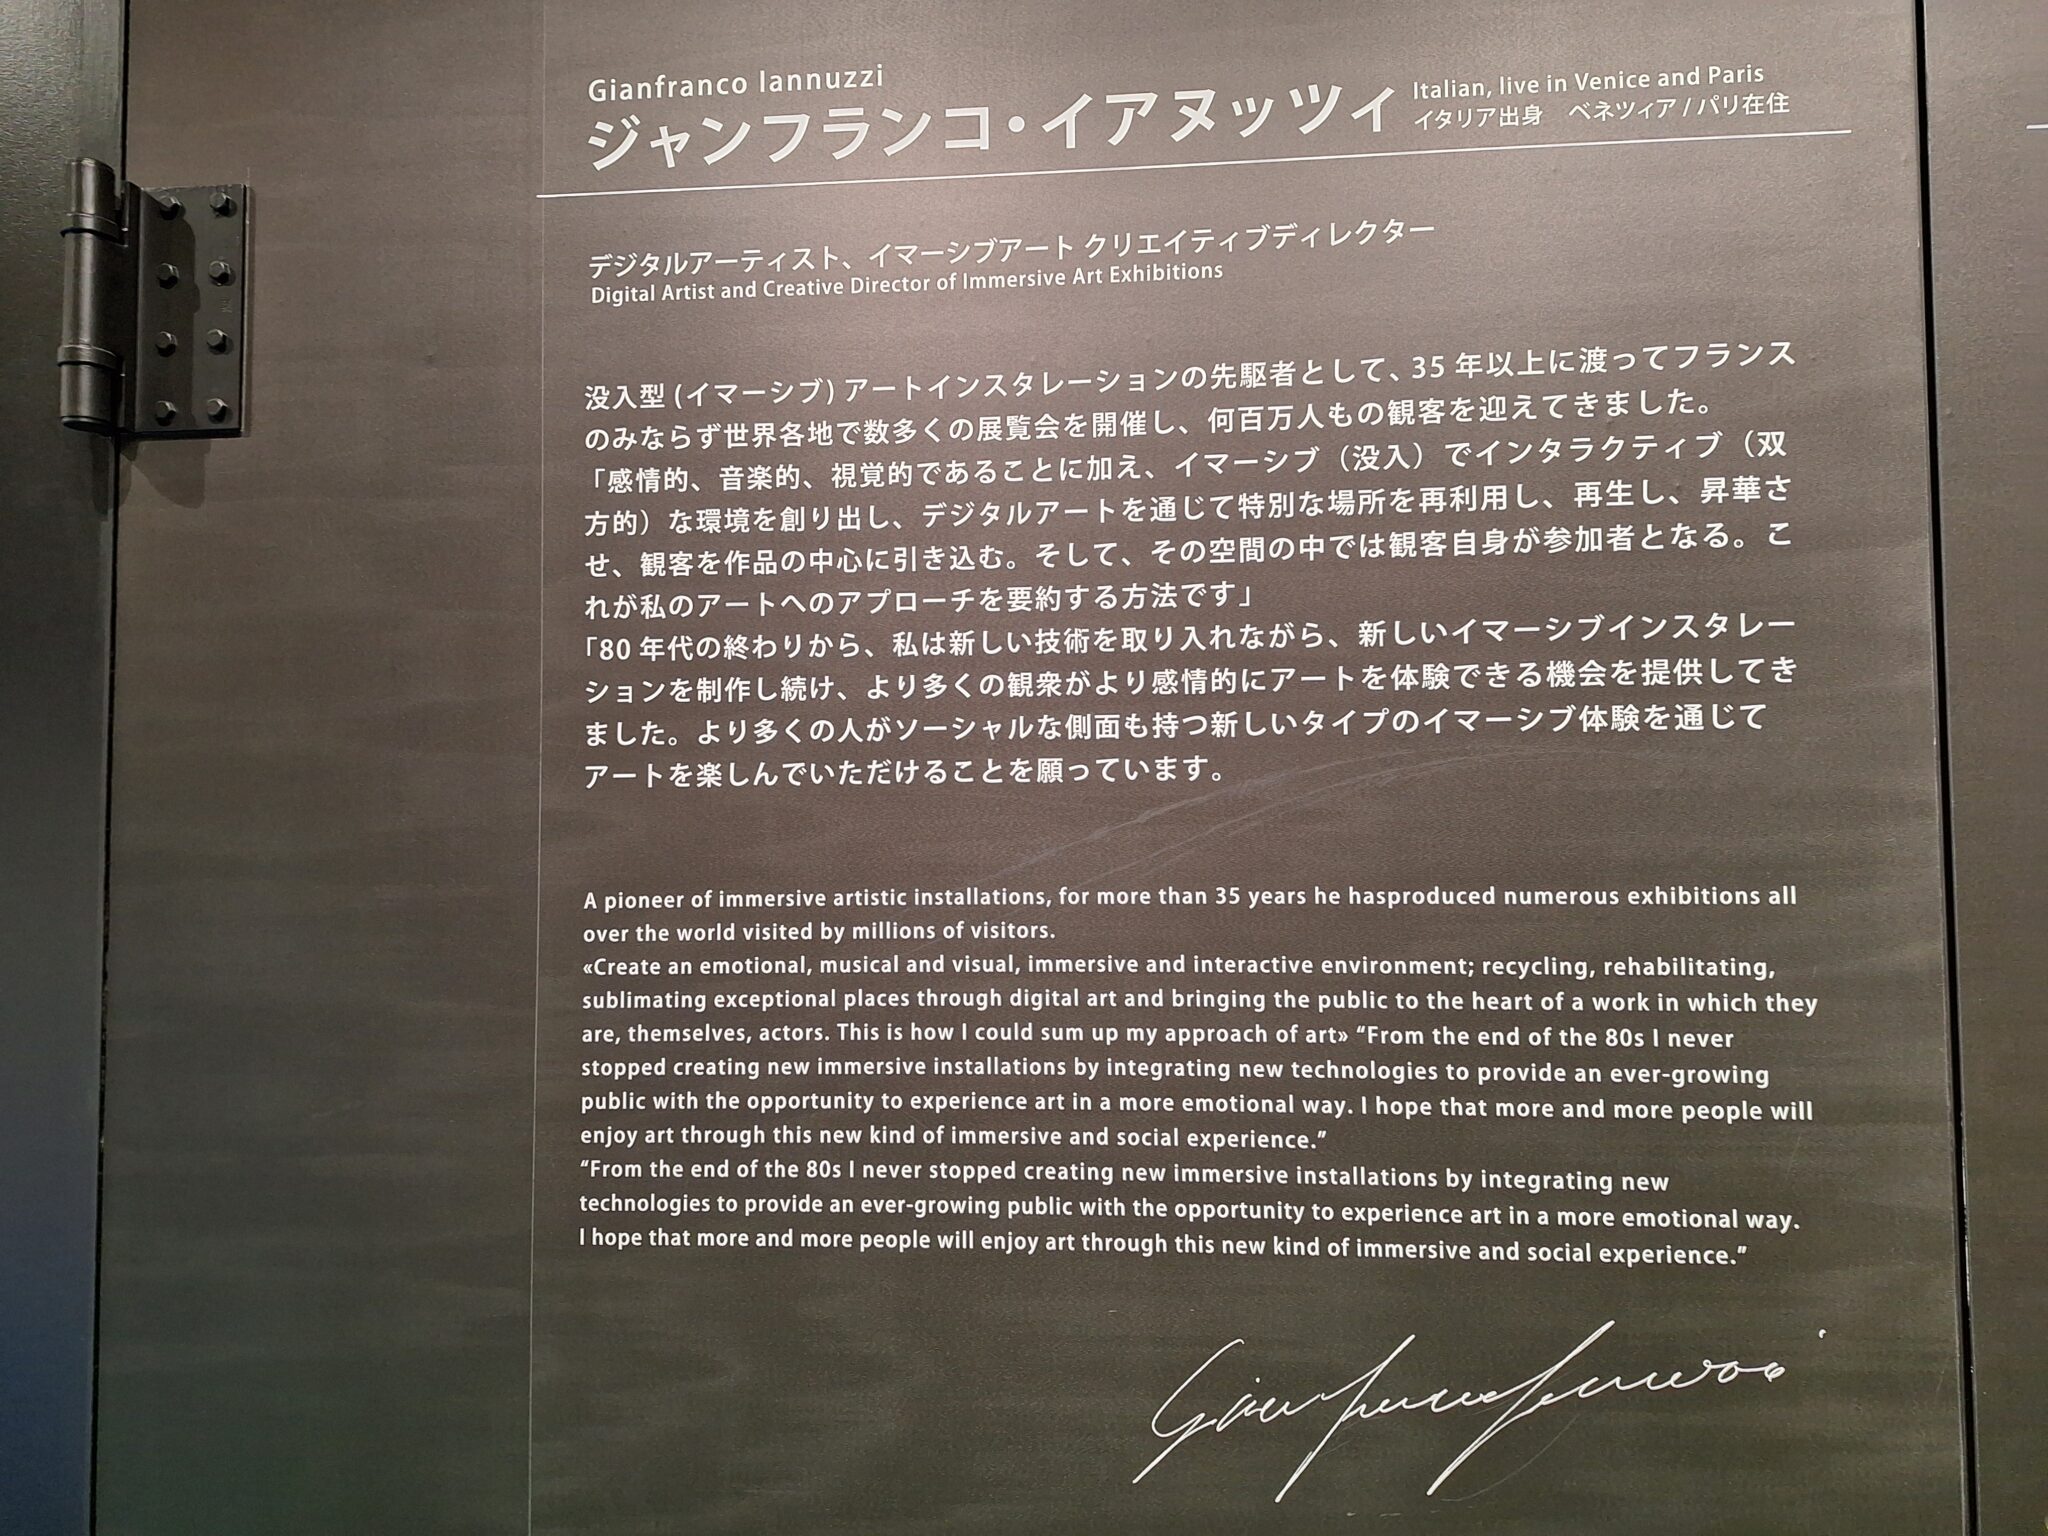 Gianfranco Iannuzzi
ジャンフランコ・イアヌッツィ
Italian, live in Venice and Paris
イタリア出身　ベネツィア / パリ在住
デジタルアーティスト、イマーシブアート クリエイティブディレクター
Digital Artist and Creative Director of Immersive Art Exhibitions
没入型 (イマーシブ) アートインスタレーションの先駆者として、35 年以上に渡ってフランス
のみならず世界各地で数多くの展覧会を開催し、何百万人もの観客を迎えてきました。
「感情的、音楽的、視覚的であることに加え、イマーシブ（没入）でインタラクティブ（双
方的）な環境を創り出し、デジタルアートを通じて特別な場所を再利用し、再生し、昇華さ
せ、観客を作品の中心に引き込む。そして、その空間の中では観客自身が参加者となる。こ
れが私のアートへのアプローチを要約する方法です」
「80 年代の終わりから、私は新しい技術を取り入れながら、新しいイマーシブインスタレー
ションを制作し続け、より多くの観衆がより感情的にアートを体験できる機会を提供してき
ました。より多くの人がソーシャルな側面も持つ新しいタイプのイマーシブ体験を通じて
アートを楽しんでいただけることを願っています。
A pioneer of immersive artistic installations, for more than 35 years he hasproduced numerous exhibitions all
over the world visited by millions of visitors.
«Create an emotional, musical and visual, immersive and interactive environment; recycling, rehabilitating,
sublimating exceptional places through digital art and bringing the public to the heart of a work in which they
are, themselves, actors. This is how I could sum up my approach of art» “From the end of the 80s I never
stopped creating new immersive installations by integrating new technologies to provide an ever-growing
public with the opportunity to experience art in a more emotional way. I hope that more and more people will
enjoy art through this new kind of immersive and social experience.”
“From the end of the 80s I never stopped creating new immersive installations by integrating new
technologies to provide an ever-growing public with the opportunity to experience art in a more emotional way.
I hope that more and more people will enjoy art through this new kind of immersive and social experience.”